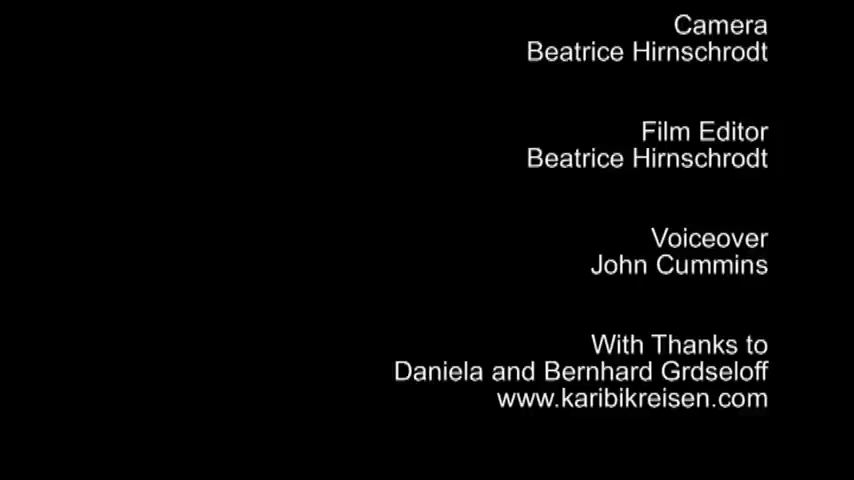 Camera
Beatrice Hirnschrodt
Film Editor
Beatrice Hirnschrodt
Voiceover
John Cummins
With Thanks to
Daniela and Bernhard Grdseloff
www.karibikreisen.com